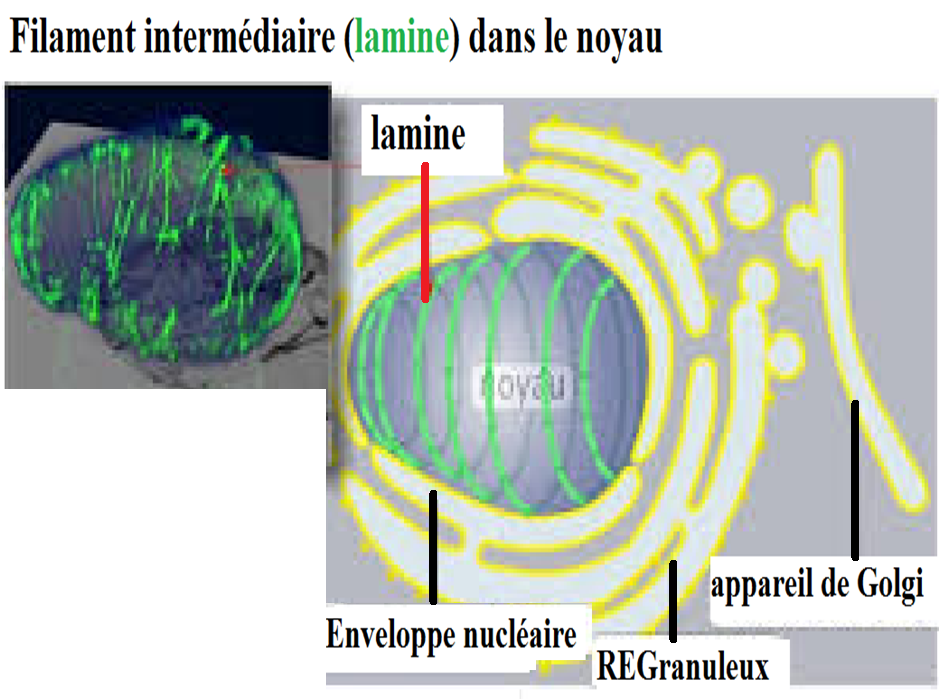 Filament intermédiaire (lamine) dans le noyau
lamine
noyau
appareil de Golgi
Enveloppe nucléaire
REGranuleux